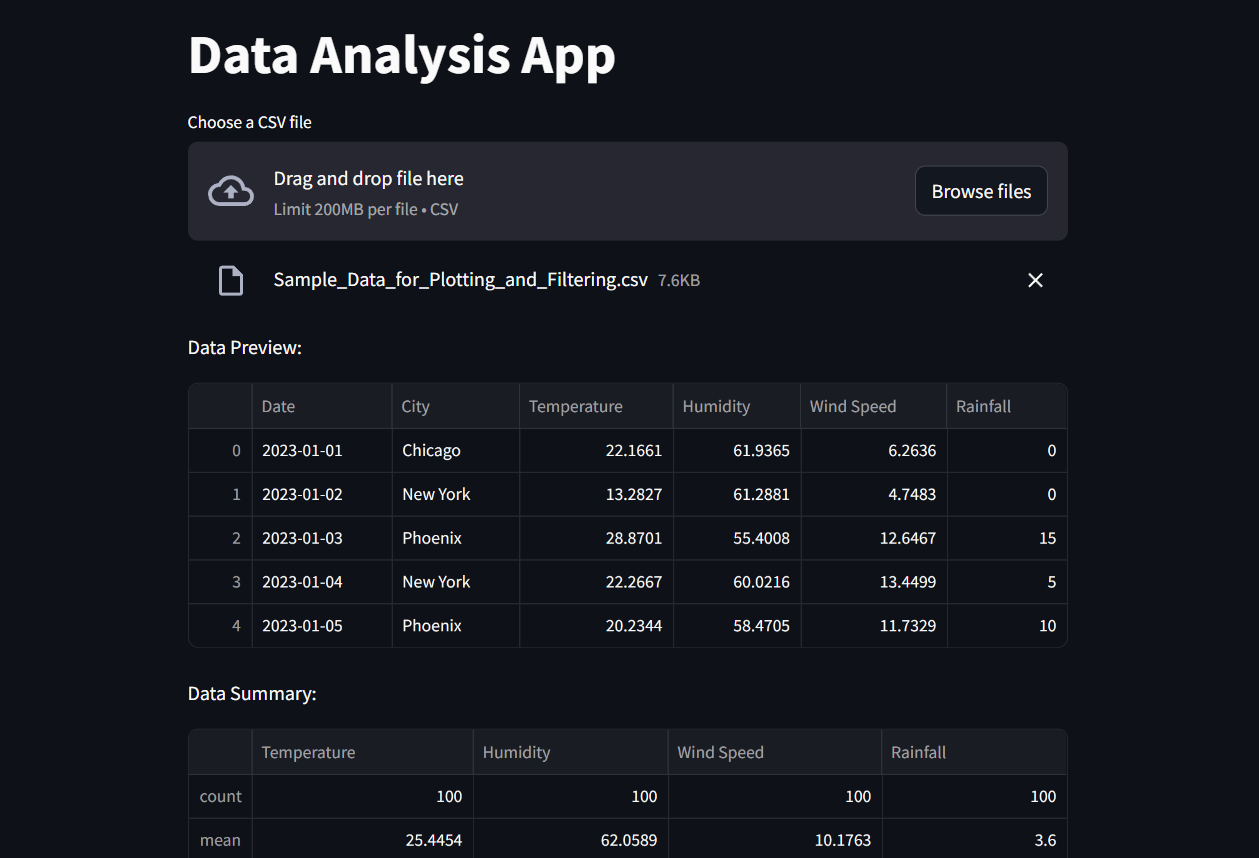 Data Analysis App
Choose a CSV file
Drag and drop file here
Limit 200MB per file • CSV
Browse files
Sample_Data_for_Plotting_and_Filtering.csv 7.6KB
Data Preview:
Date City Temperature Humidity Wind Speed Rainfall
0 2023-01-01 Chicago 22.1661 61.9365 6.2636 0
1 2023-01-02 New York 13.2827 61.2881 4.7483 0
2 2023-01-03 Phoenix 28.8701 55.4008 12.6467 15
3 2023-01-04 New York 22.2667 60.0216 13.4499 5
4 2023-01-05 Phoenix 20.2344 58.4705 11.7329 10
Data Summary:
Temperature Humidity Wind Speed Rainfall
count 100 100 100 100
mean 25.4454 62.0589 10.1763 3.6